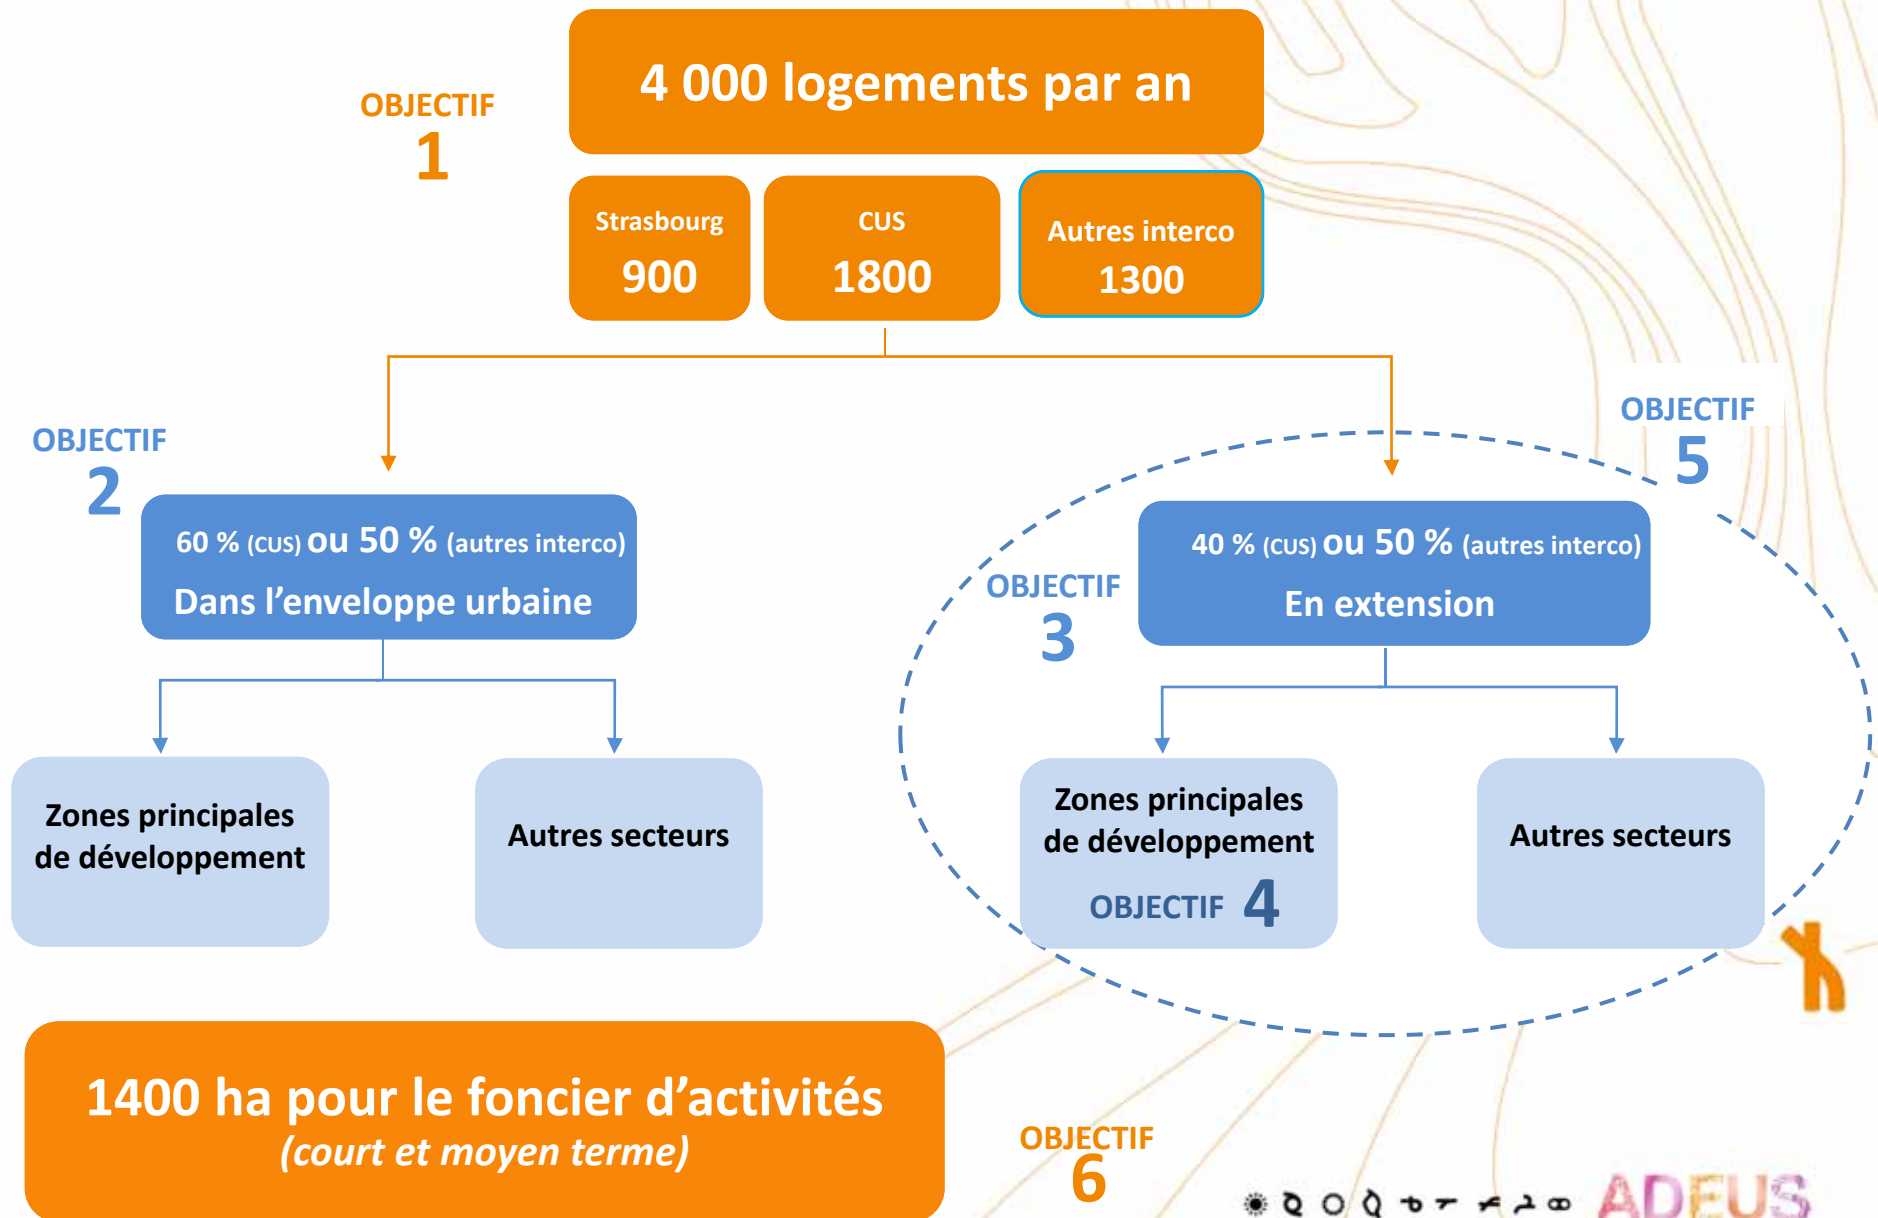 4 000 logements par an
OBJECTIF
1
Strasbourg
900
CUS
1800
Autres interco
1300
OBJECTIF
2
60 % (CUS) ou 50 % (autres interco)
Dans l’enveloppe urbaine
OBJECTIF
5
40 % (CUS) ou 50 % (autres interco)
En extension
OBJECTIF
3
Zones principales
de développement
Autres secteurs
Zones principales
de développement
OBJECTIF 4
Autres secteurs
1400 ha pour le foncier d’activités
(court et moyen terme)
OBJECTIF
6
ADEUS